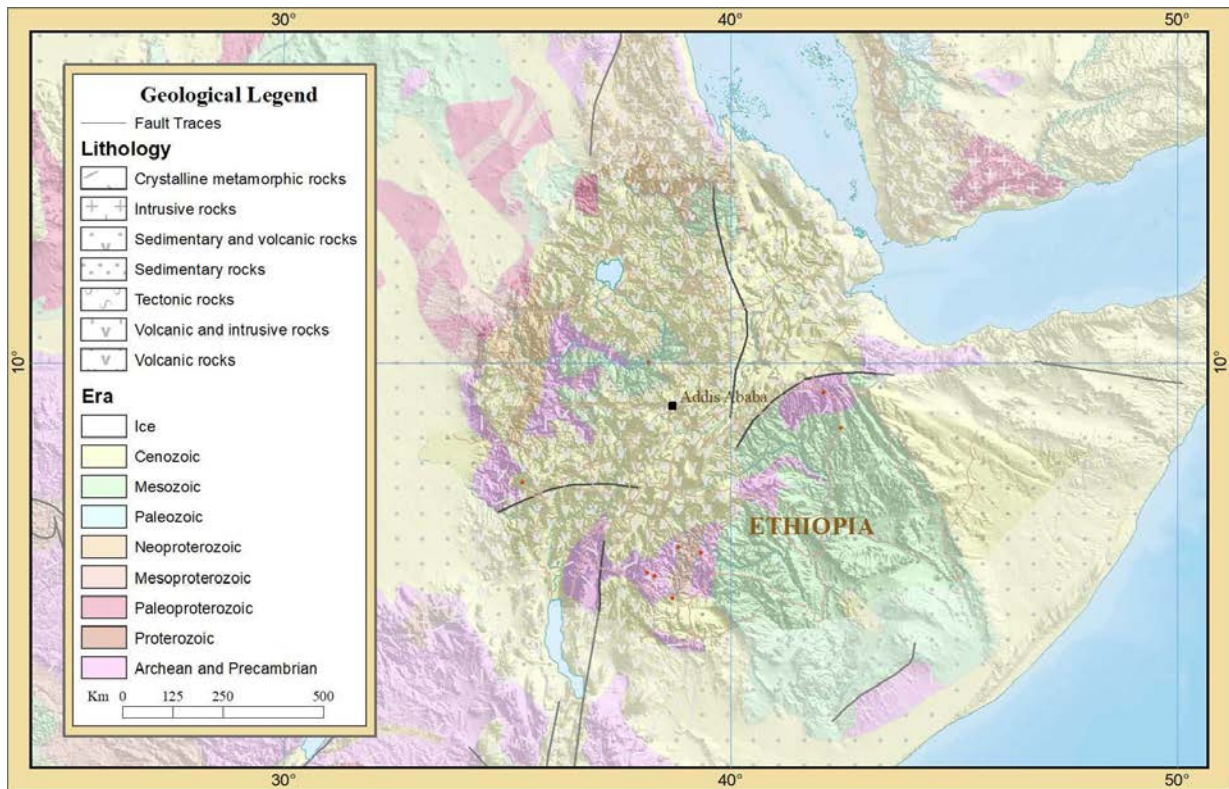 30°
40°
50°
Geological Legend
Fault Traces
Lithology
Crystalline metamorphic rocks
Intrusive rocks
Sedimentary and volcanic rocks
Sedimentary rocks
Tectonic rocks
Volcanic and intrusive rocks
Volcanic rocks
Era
Ice
Cenozoic
Mesozoic
Paleozoic
Neoproterozoic
Mesoproterozoic
Paleoproterozoic
Proterozoic
Archean and Precambrian
Km 0 125 250 500
10°
10°
Addis Ababa
ETHIOPIA
30°
40°
50°